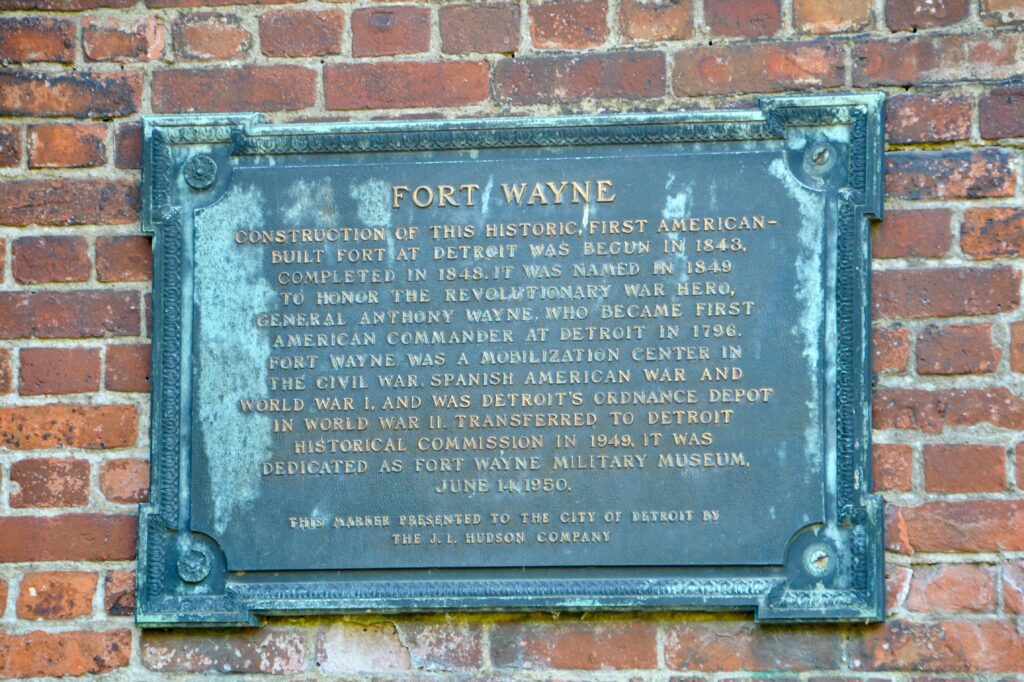 FORT WAYNE
CONSTRUCTION OF THIS HISTORIC, FIRST AMERICAN-
BUILT FORT AT DETROIT WAS BEGUN IN 1843,
COMPLETED IN 1848. IT WAS NAMED IN 1849
TO HONOR THE REVOLUTIONARY WAR HERO,
GENERAL ANTHONY WAYNE, WHO BECAME FIRST
AMERICAN COMMANDER AT DETROIT IN 1796.
FORT WAYNE WAS A MOBILIZATION CENTER IN
THE CIVIL WAR, SPANISH AMERICAN WAR AND
WORLD WAR I, AND WAS DETROIT'S ORDNANCE DEPOT
IN WORLD WAR II. TRANSFERRED TO DETROIT
HISTORICAL COMMISSION IN 1949, IT WAS
DEDICATED AS FORT WAYNE MILITARY MUSEUM,
JUNE 14, 1950.
THIS MARKER PRESENTED TO THE CITY OF DETROIT BY
THE J. L. HUDSON COMPANY